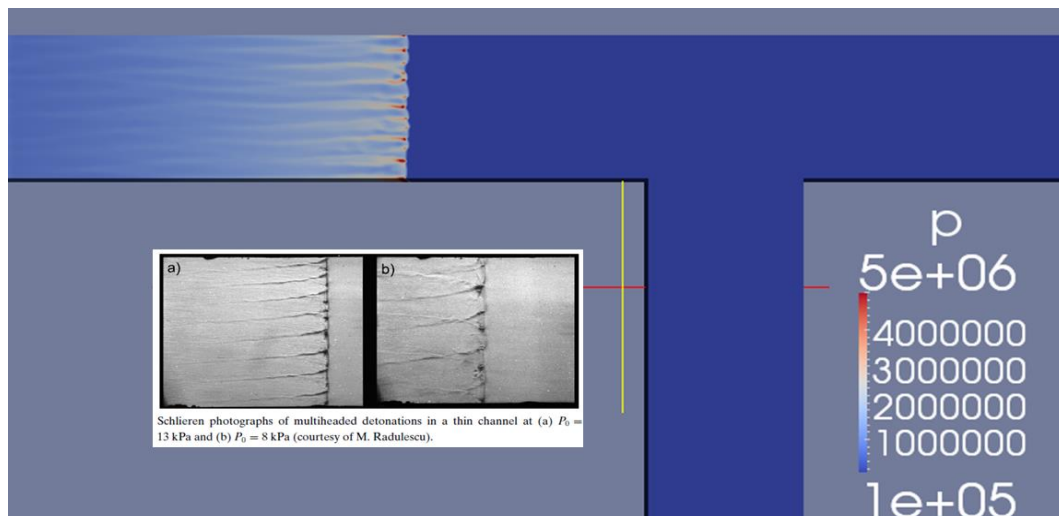 a)
b)
Schlieren photographs of multiheaded detonations in a thin channel at (a) P₀ =
13 kPa and (b) P₀ = 8 kPa (courtesy of M. Radulescu).
p
5e+06
4000000
3000000
2000000
1000000
1e+05